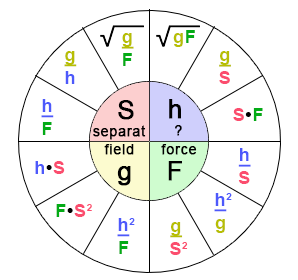 √g/F
√gF
g/h
g/S
h/F
S•F
S
separat
h
?
h•S
h/S
field
g
force
F
F•S²
h²/g
h²/F
g/S²